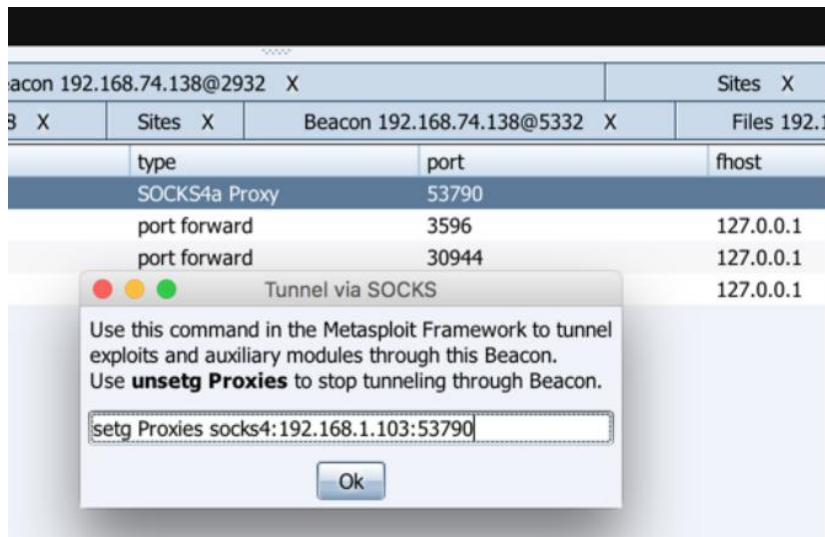 acon 192.168.74.138@2932 X Sites X
X Sites X Beacon 192.168.74.138@5332 X Files 192.1
type port fhost
SOCKS4a Proxy 53790
port forward 3596 127.0.0.1
port forward 30944 127.0.0.1
127.0.0.1
Tunnel via SOCKS
Use this command in the Metasploit Framework to tunnel
exploits and auxiliary modules through this Beacon.
Use unsetg Proxies to stop tunneling through Beacon.
setg Proxies socks4:192.168.1.103:53790
Ok